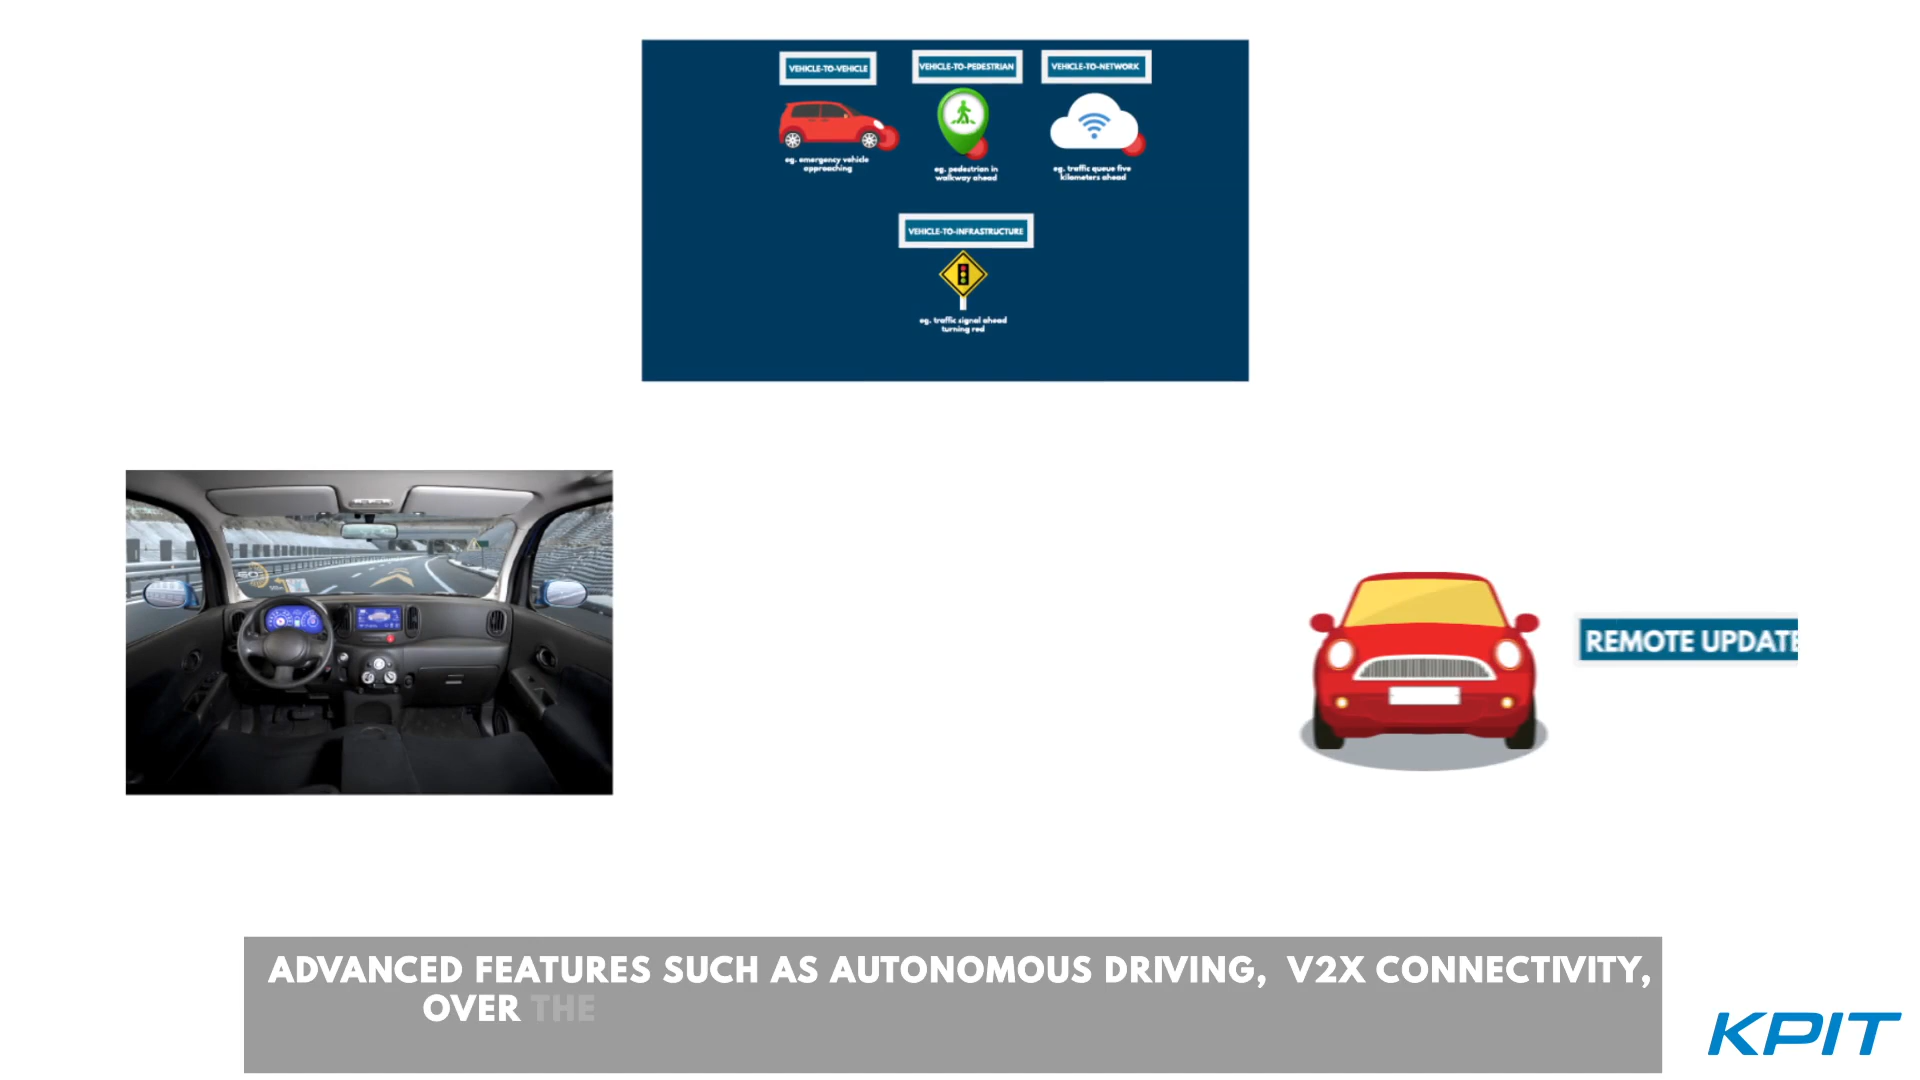 VEHICLE-TO-VEHICLE
VEHICLE-TO-PEDESTRIAN
VEHICLE-TO-NETWORK
eg. emergency vehicle
approaching
eg. pedestrian in
walkway ahead
eg. traffic queue five
kilometers ahead
VEHICLE-TO-INFRASTRUCTURE
eg. traffic signal ahead
turning red
REMOTE UPDATE
ADVANCED FEATURES SUCH AS AUTONOMOUS DRIVING, V2X CONNECTIVITY,
OVER THE
KPIT